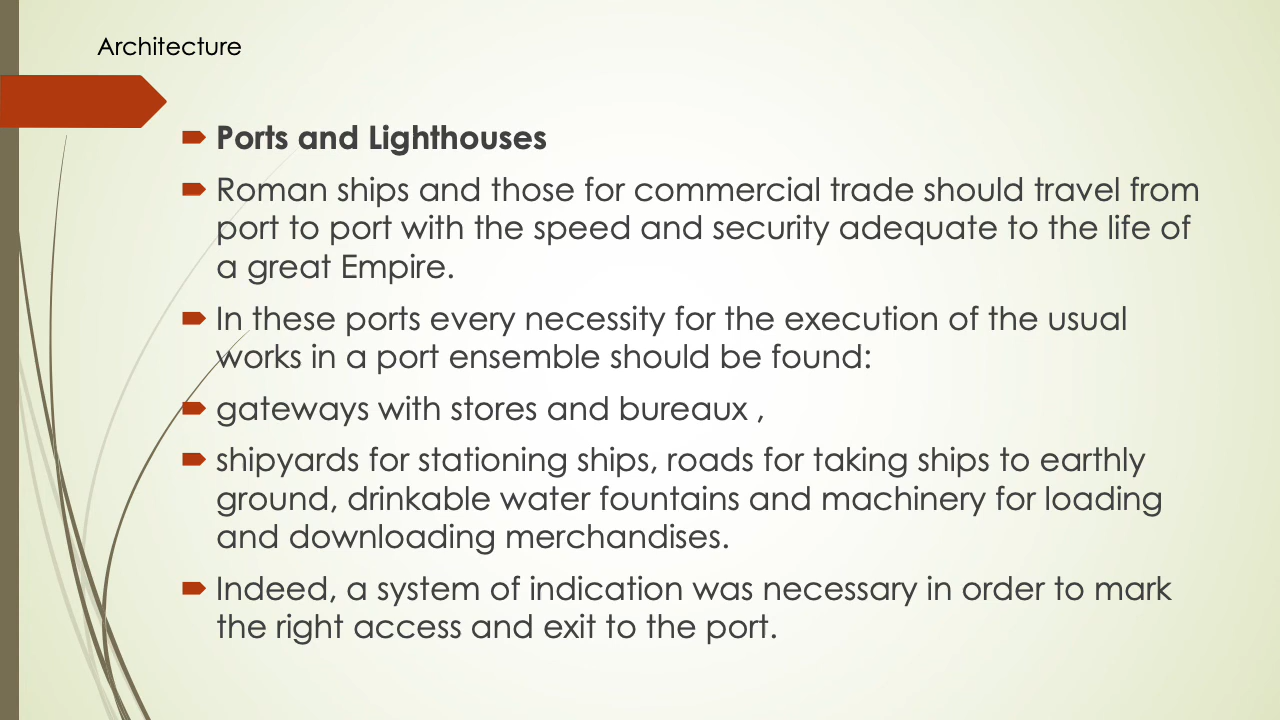 Architecture
Ports and Lighthouses
Roman ships and those for commercial trade should travel from
port to port with the speed and security adequate to the life of
a great Empire.
In these ports every necessity for the execution of the usual
works in a port ensemble should be found:
gateways with stores and bureaux ,
shipyards for stationing ships, roads for taking ships to earthly
ground, drinkable water fountains and machinery for loading
and downloading merchandises.
Indeed, a system of indication was necessary in order to mark
the right access and exit to the port.